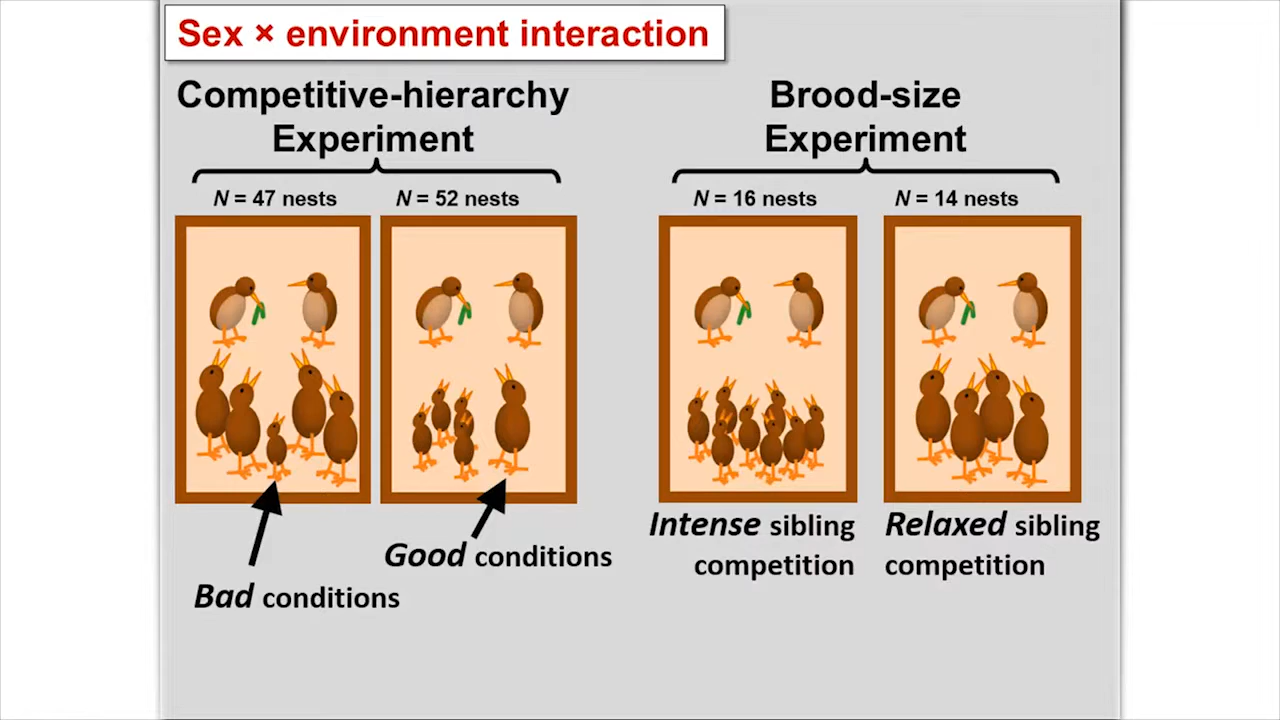 Sex × environment interaction
Competitive-hierarchy
Experiment
N = 47 nests
N = 52 nests
Bad conditions
Good conditions
Brood-size
Experiment
N = 16 nests
N = 14 nests
Intense sibling
competition
Relaxed sibling
competition